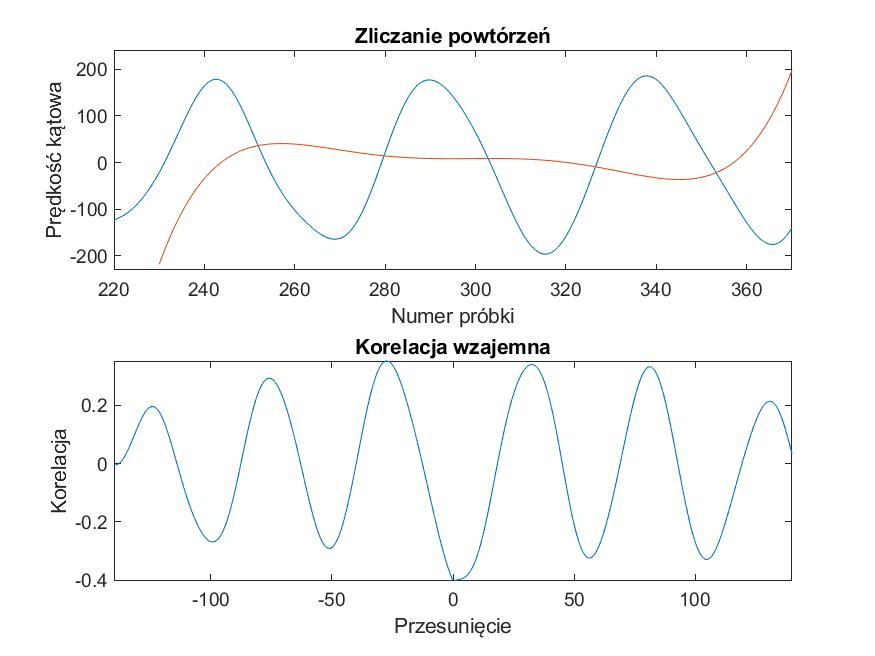 Zliczanie powtórzeń
200
100
0
-100
-200
Prędkość kątowa
220 240 260 280 300 320 340 360
Numer próbki
Korelacja wzajemna
0.2
0
-0.2
-0.4
Korelacja
-100 -50 0 50 100
Przesunięcie